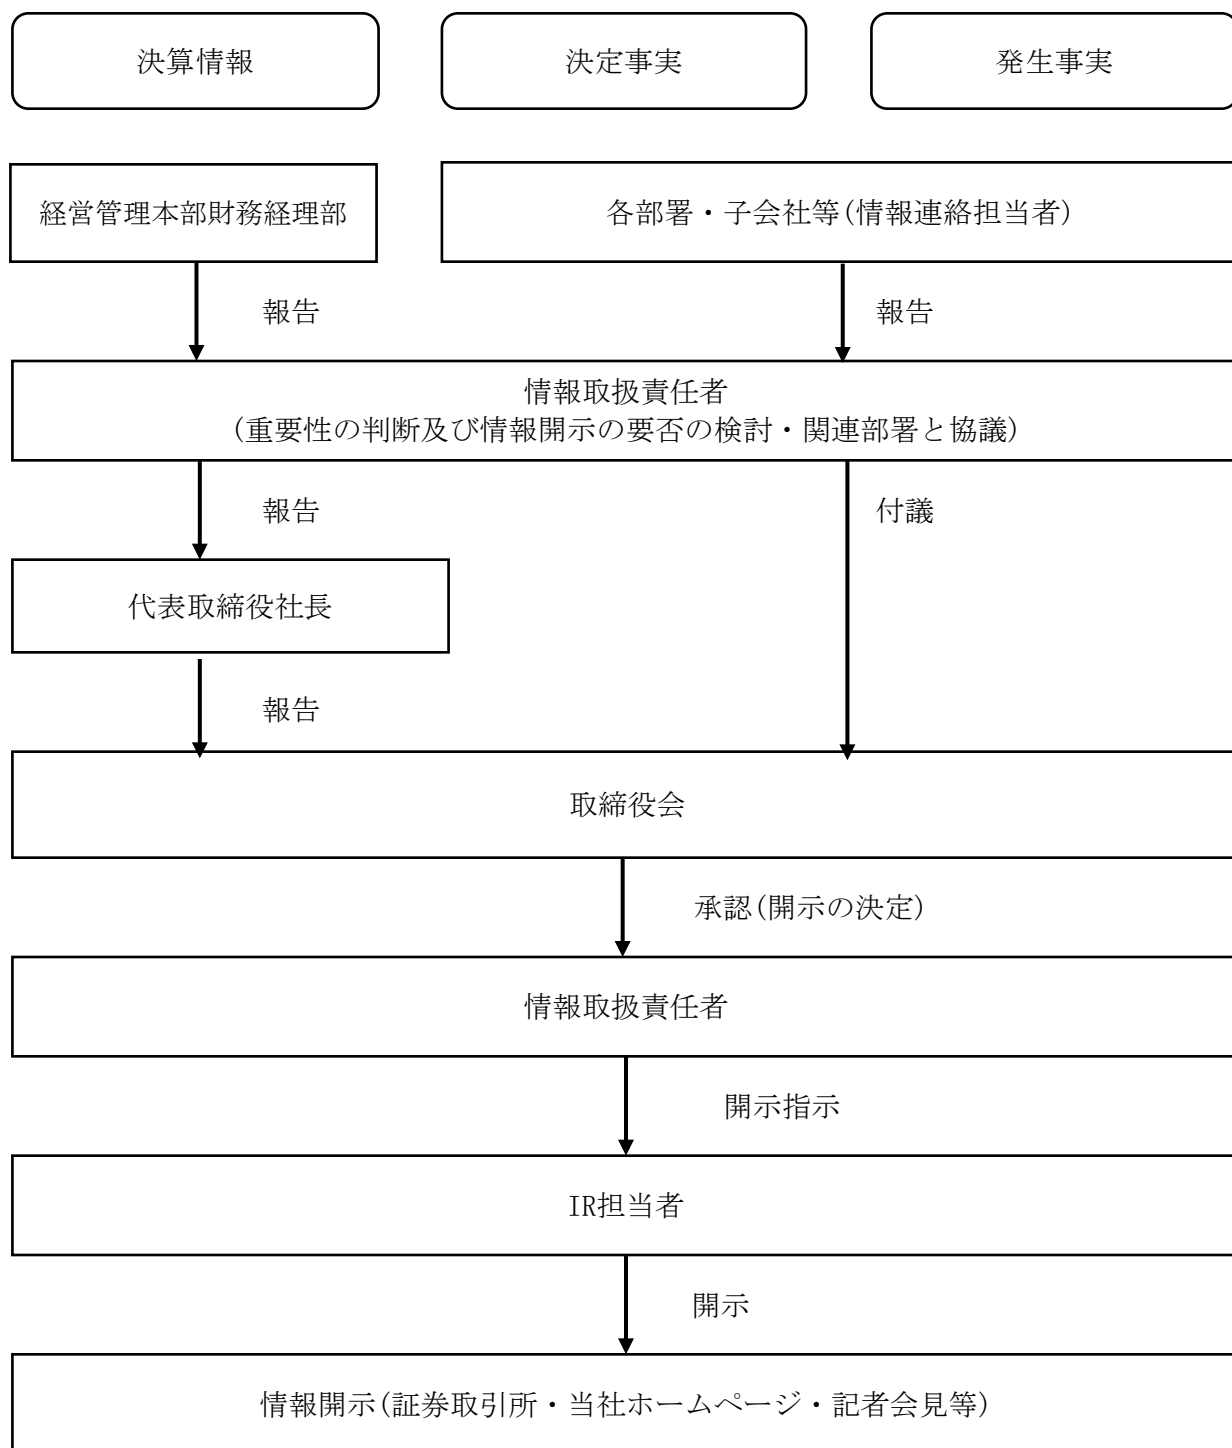 決算情報
決定事実
発生事実
経営管理本部財務経理部
各部署・子会社等(情報連絡担当者)
報告
報告
情報取扱責任者
(重要性の判断及び情報開示の要否の検討・関連部署と協議)
報告
付議
代表取締役社長
報告
取締役会
承認(開示の決定)
情報取扱責任者
開示指示
IR担当者
開示
情報開示(証券取引所・当社ホームページ・記者会見等)